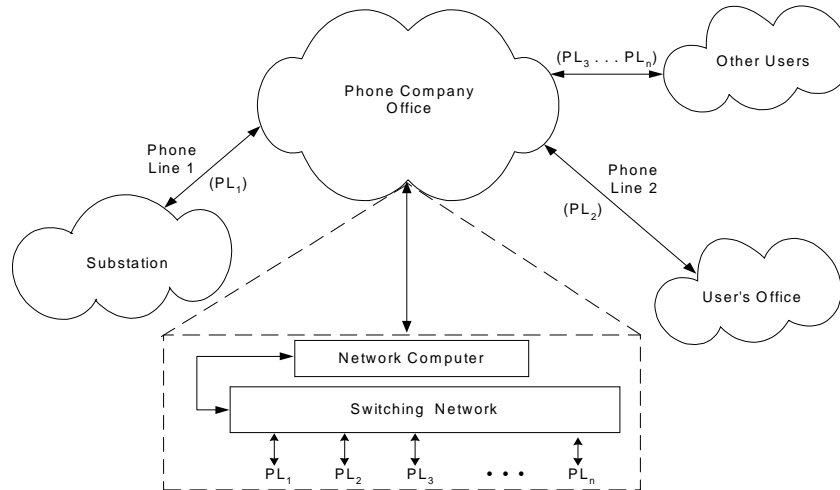 (PL₃ . . . PLₙ)
Other Users
Phone Company
Office
Phone
Line 1
(PL₁)
Phone
Line 2
(PL₂)
Substation
User's Office
Network Computer
Switching Network
PL₁ PL₂ PL₃ • • • PLₙ